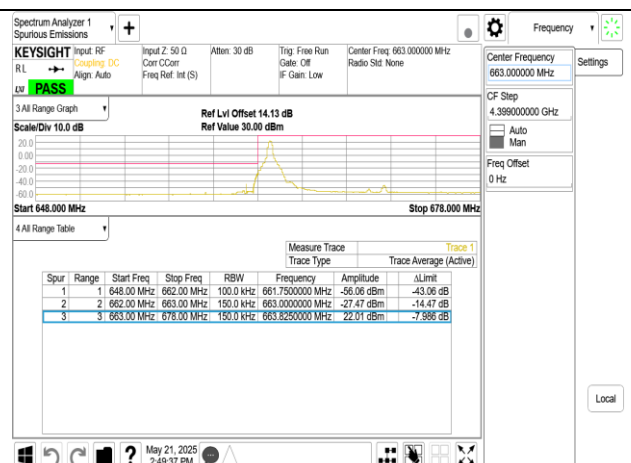 Spectrum Analyzer 1
Spurious Emissions
Frequency
KEYSIGHT Input: RF Input Z: 50 Ω Atten: 30 dB Trig: Free Run Center Freq: 663.000000 MHz
RL Coupling: DC Corr CCorr Gate: Off Radio Std: None
Align: Auto Freq Ref: Int (S) IF Gain: Low
LXI PASS
Center Frequency
663.000000 MHz
Settings
CF Step
4.399000000 GHz
Auto
Man
Freq Offset
0 Hz
3 All Range Graph
Ref Lvl Offset 14.13 dB
Scale/Div 10.0 dB Ref Value 30.00 dBm
20.0
0.00
-20.0
-40.0
-60.0
Start 648.000 MHz Stop 678.000 MHz
4 All Range Table
Measure Trace Trace 1
Trace Type Trace Average (Active)
Spur Range Start Freq Stop Freq RBW Frequency Amplitude ΔLimit
1 1 648.00 MHz 662.00 MHz 100.0 kHz 661.7500000 MHz -56.06 dBm -43.06 dB
2 2 662.00 MHz 663.00 MHz 150.0 kHz 663.0000000 MHz -27.47 dBm -14.47 dB
3 3 663.00 MHz 678.00 MHz 150.0 kHz 663.8250000 MHz 22.01 dBm -7.986 dB
Local
? May 21, 2025
2:49:37 PM